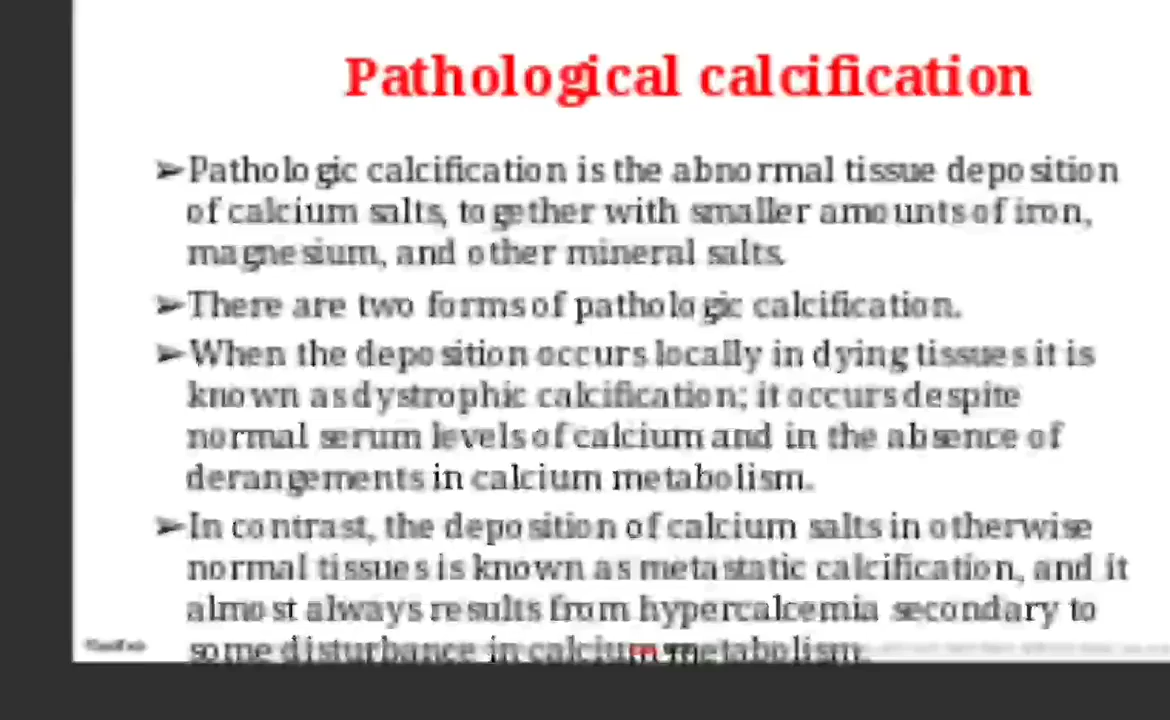 Pathological calcification
➢Pathologic calcification is the abnormal tissue deposition
of calcium salts, together with smaller amounts of iron,
magnesium, and other mineral salts.
➢There are two forms of pathologic calcification.
➢When the deposition occurs locally in dying tissues it is
known as dystrophic calcification; it occurs despite
normal serum levels of calcium and in the absence of
derangements in calcium metabolism.
➢In contrast, the deposition of calcium salts in otherwise
normal tissues is known as metastatic calcification, and it
almost always results from hypercalcemia secondary to
some disturbance in calcium metabolism.